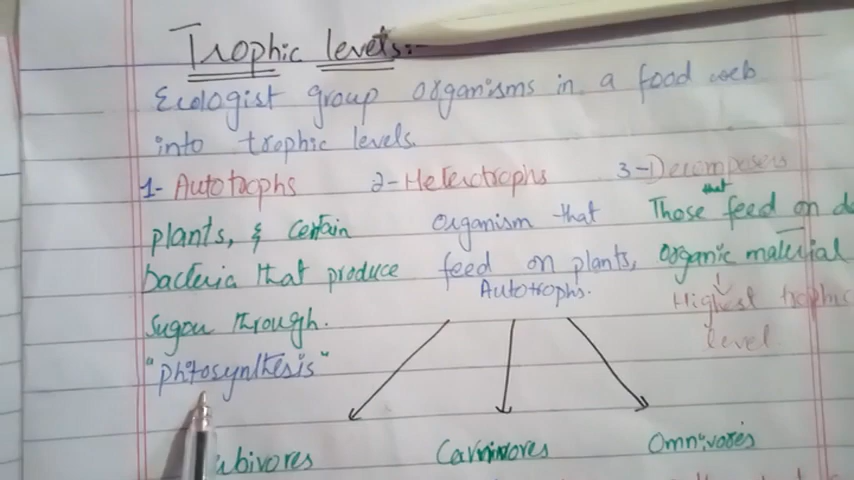 Trophic levels:-
Ecologist group organisms in a food web
into trophic levels.
1- Autotrophs 2- Heterotrophs 3- Decomposers
plants, & certain
bacteria that produce
sugar through.
"photosynthesis"
Organism that
feed on plants,
Autotrophs.
Those that feed on
organic material
Highest trophic
level
Carnivores Omnivores